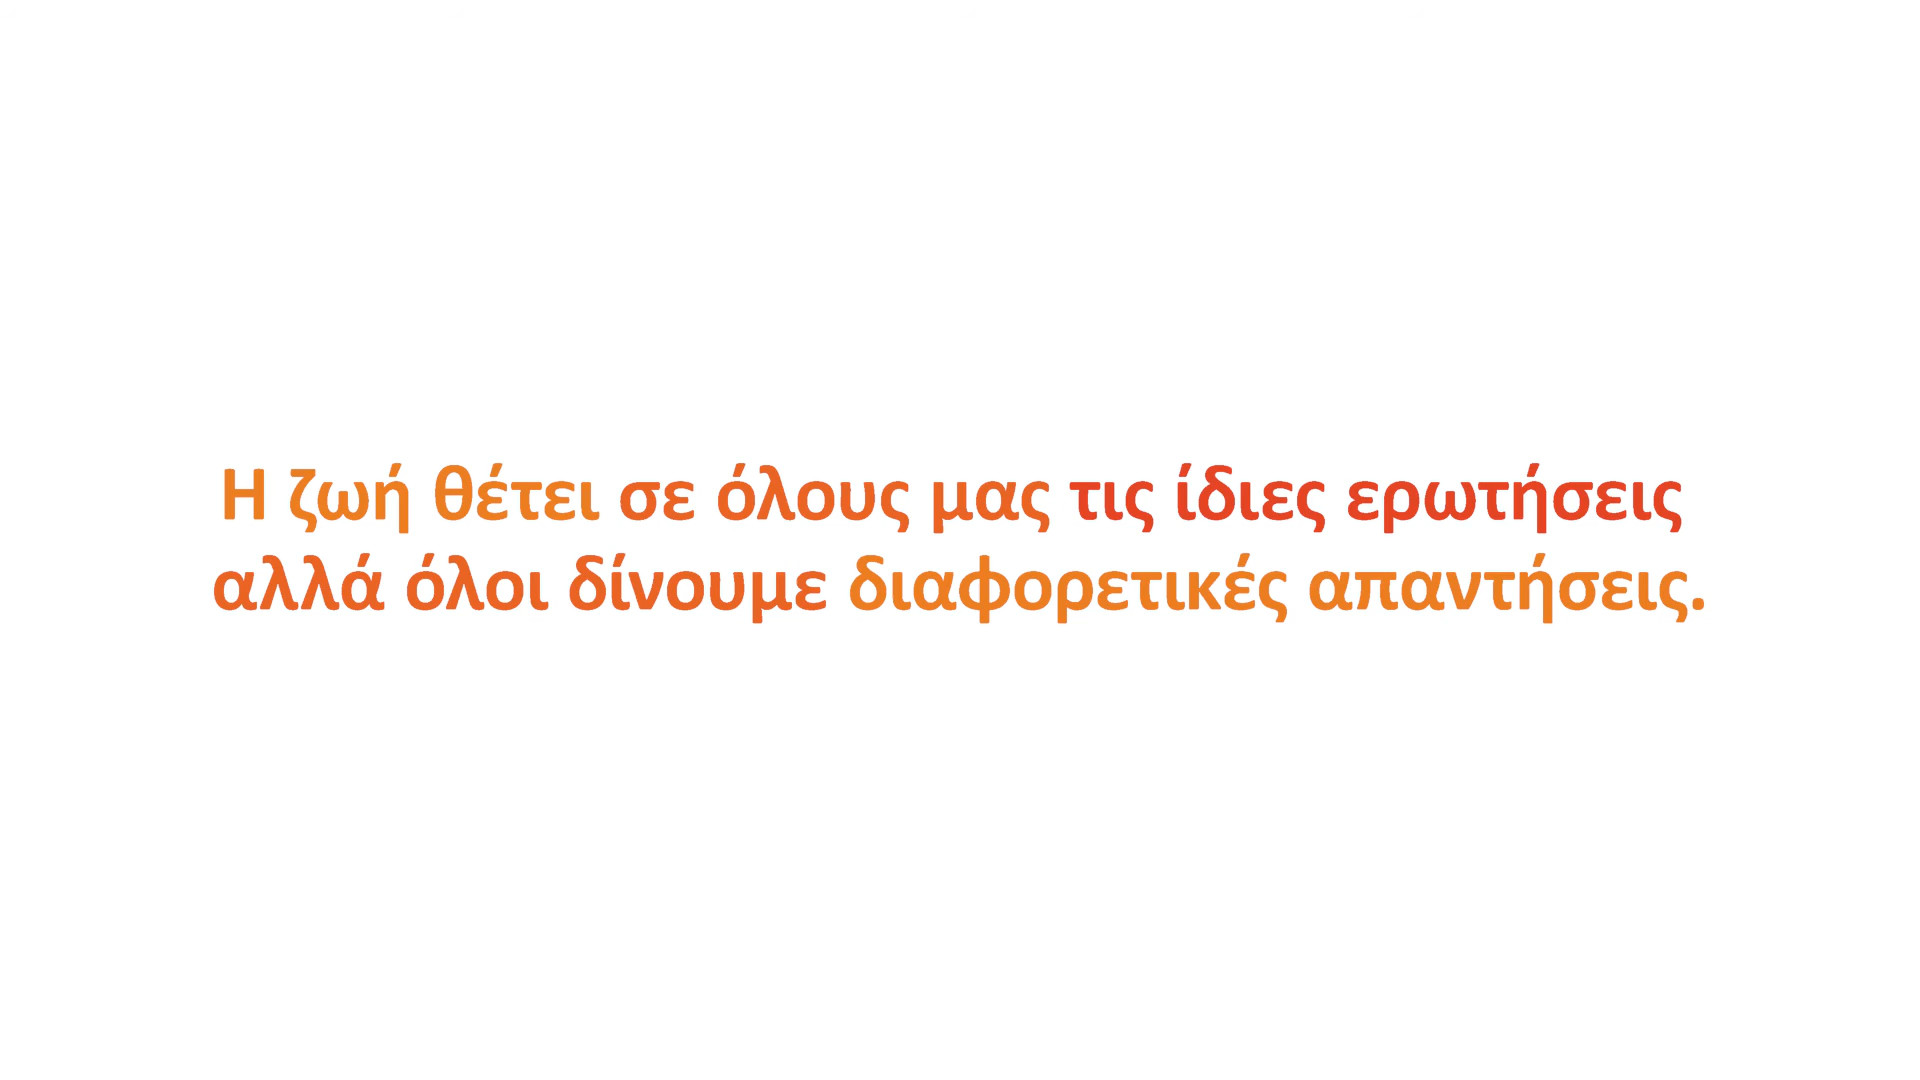 Η ζωή θέτει σε όλους μας τις ίδιες ερωτήσεις
αλλά όλοι δίνουμε διαφορετικές απαντήσεις.